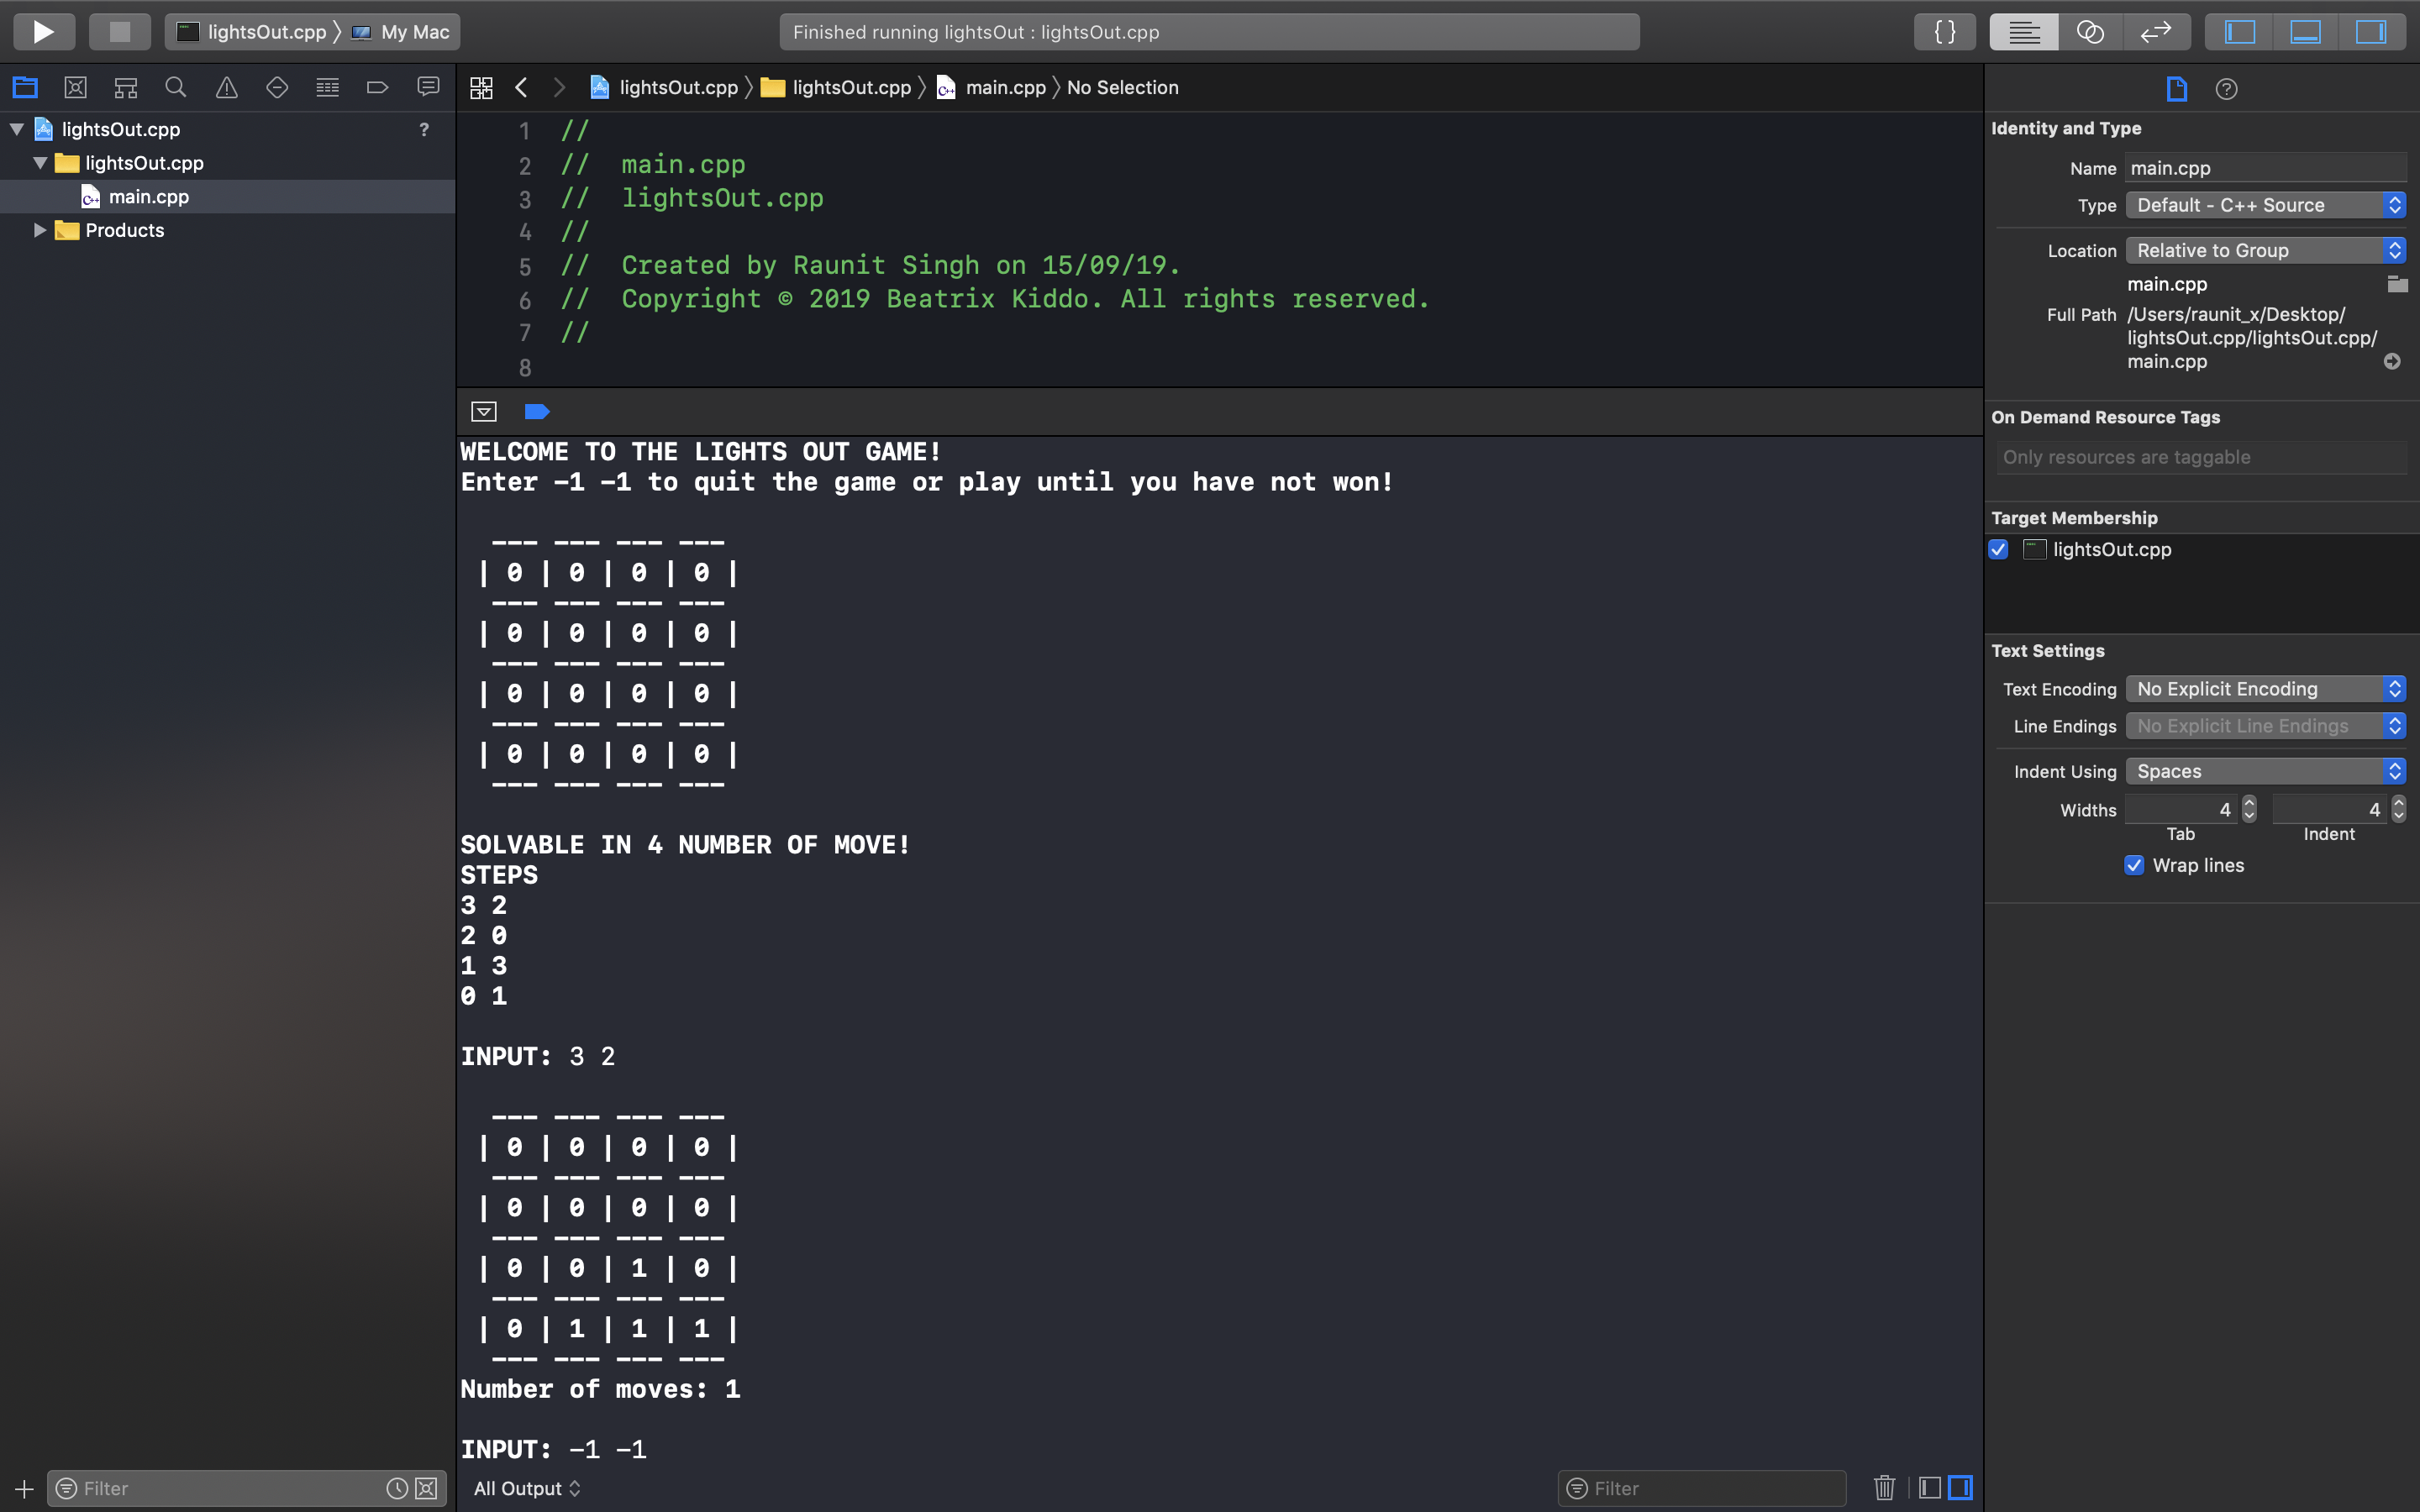 lightsOut.cpp 〉 My Mac
Finished running lightsOut : lightsOut.cpp
{ }
lightsOut.cpp ?
lightsOut.cpp
main.cpp
Products
Filter
lightsOut.cpp 〉 lightsOut.cpp 〉 main.cpp 〉 No Selection
1 //
2 //  main.cpp
3 //  lightsOut.cpp
4 //
5 //  Created by Raunit Singh on 15/09/19.
6 //  Copyright © 2019 Beatrix Kiddo. All rights reserved.
7 //
8
WELCOME TO THE LIGHTS OUT GAME!
Enter -1 -1 to quit the game or play until you have not won!
--- --- --- ---
| 0 | 0 | 0 | 0 |
--- --- --- ---
| 0 | 0 | 0 | 0 |
--- --- --- ---
| 0 | 0 | 0 | 0 |
--- --- --- ---
| 0 | 0 | 0 | 0 |
--- --- --- ---
SOLVABLE IN 4 NUMBER OF MOVE!
STEPS
3 2
2 0
1 3
0 1
INPUT: 3 2
--- --- --- ---
| 0 | 0 | 0 | 0 |
--- --- --- ---
| 0 | 0 | 0 | 0 |
--- --- --- ---
| 0 | 0 | 1 | 0 |
--- --- --- ---
| 0 | 1 | 1 | 1 |
--- --- --- ---
Number of moves: 1
INPUT: -1 -1
All Output
Filter
Identity and Type
Name main.cpp
Type Default - C++ Source
Location Relative to Group
main.cpp
Full Path /Users/raunit_x/Desktop/
lightsOut.cpp/lightsOut.cpp/
main.cpp
On Demand Resource Tags
Only resources are taggable
Target Membership
lightsOut.cpp
Text Settings
Text Encoding No Explicit Encoding
Line Endings No Explicit Line Endings
Indent Using Spaces
Widths 4 4
Tab Indent
Wrap lines